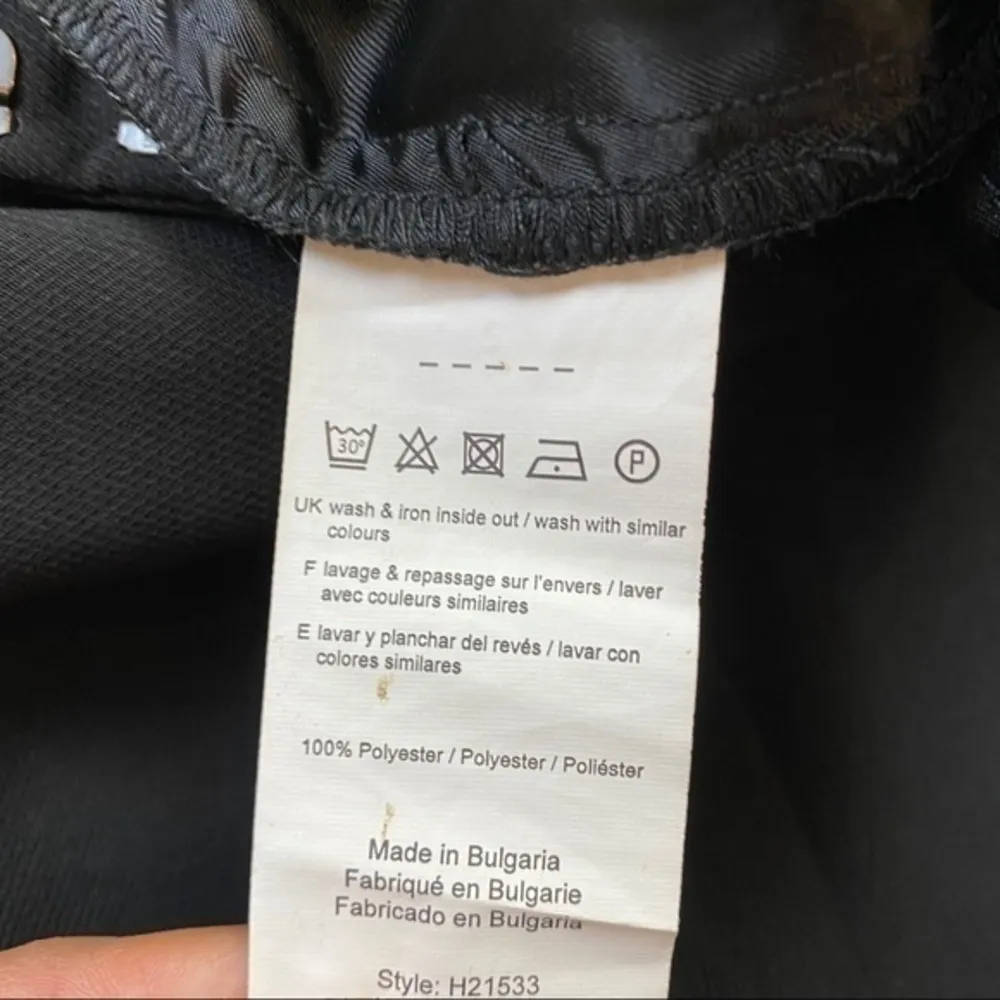 – – – – –
30° P
UK wash & iron inside out / wash with similar
colours
F lavage & repassage sur l'envers / laver
avec couleurs similaires
E lavar y planchar del revés / lavar con
colores similares
100% Polyester / Polyester / Poliéster
Made in Bulgaria
Fabriqué en Bulgarie
Fabricado en Bulgaria
Style: H21533